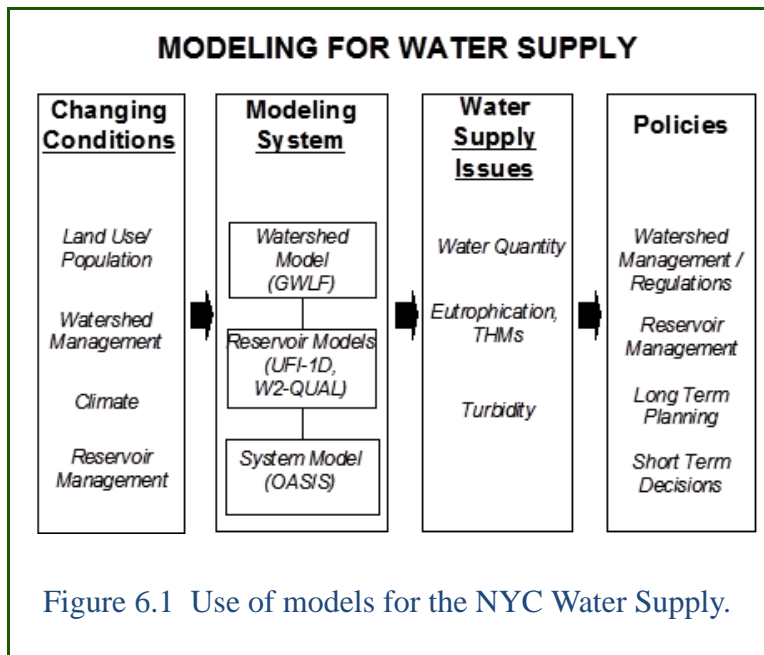 MODELING FOR WATER SUPPLY
Changing
Conditions
Land Use/
Population
Watershed
Management
Climate
Reservoir
Management
Modeling
System
Watershed
Model
(GWLF)
Reservoir Models
(UFI-1D,
W2-QUAL)
System Model
(OASIS)
Water
Supply
Issues
Water Quantity
Eutrophication,
THMs
Turbidity
Policies
Watershed
Management /
Regulations
Reservoir
Management
Long Term
Planning
Short Term
Decisions
Figure 6.1 Use of models for the NYC Water Supply.